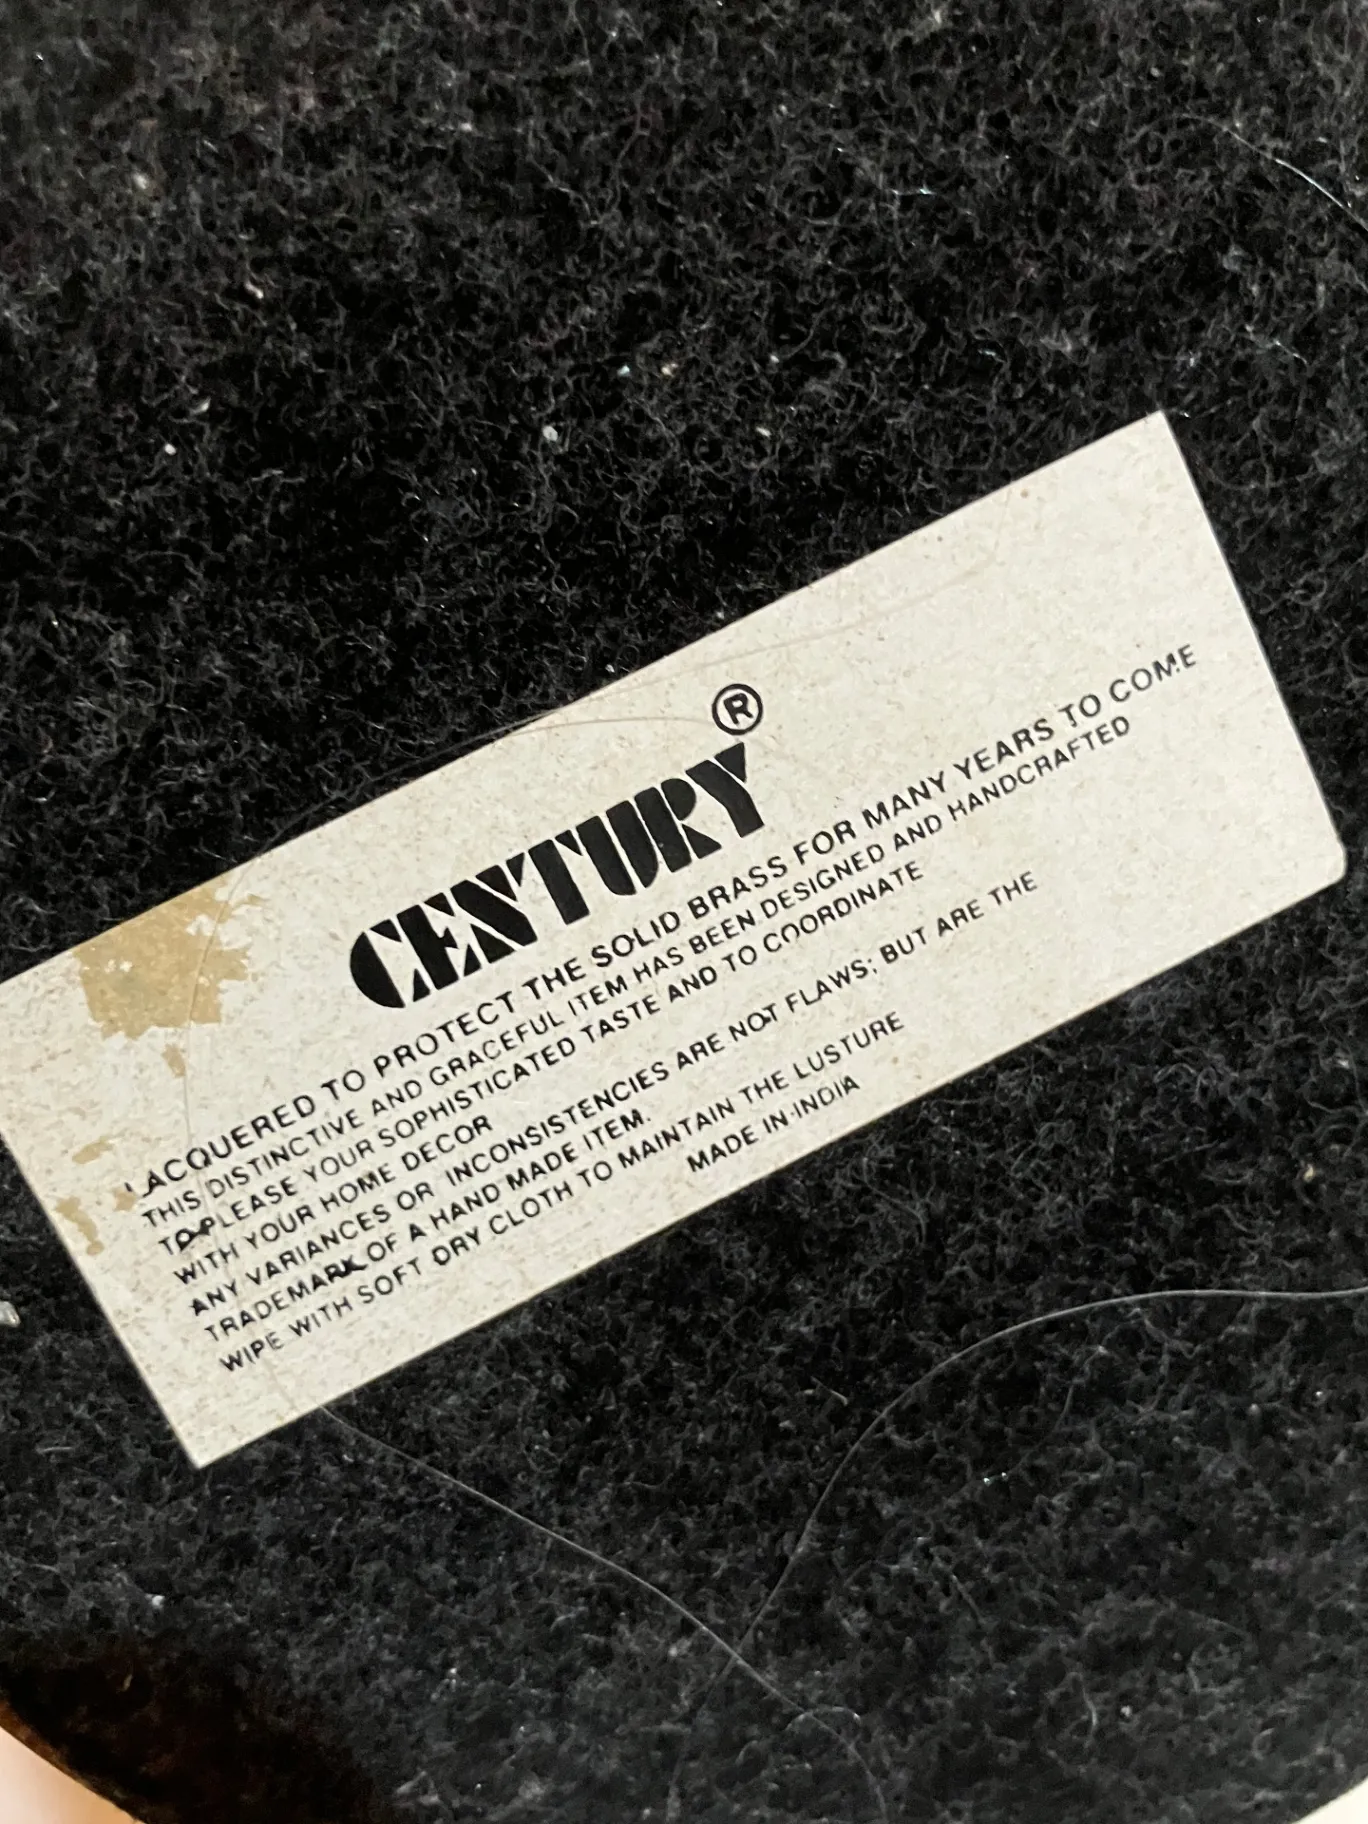 CENTURY®
LACQUERED TO PROTECT THE SOLID BRASS FOR MANY YEARS TO COME
THIS DISTINCTIVE AND GRACEFUL ITEM HAS BEEN DESIGNED AND HANDCRAFTED
TO PLEASE YOUR SOPHISTICATED TASTE AND TO COORDINATE
WITH YOUR HOME DECOR
ANY VARIANCES OR INCONSISTENCIES ARE NOT FLAWS; BUT ARE THE
TRADEMARK OF A HAND MADE ITEM.
WIPE WITH SOFT DRY CLOTH TO MAINTAIN THE LUSTURE
MADE IN INDIA